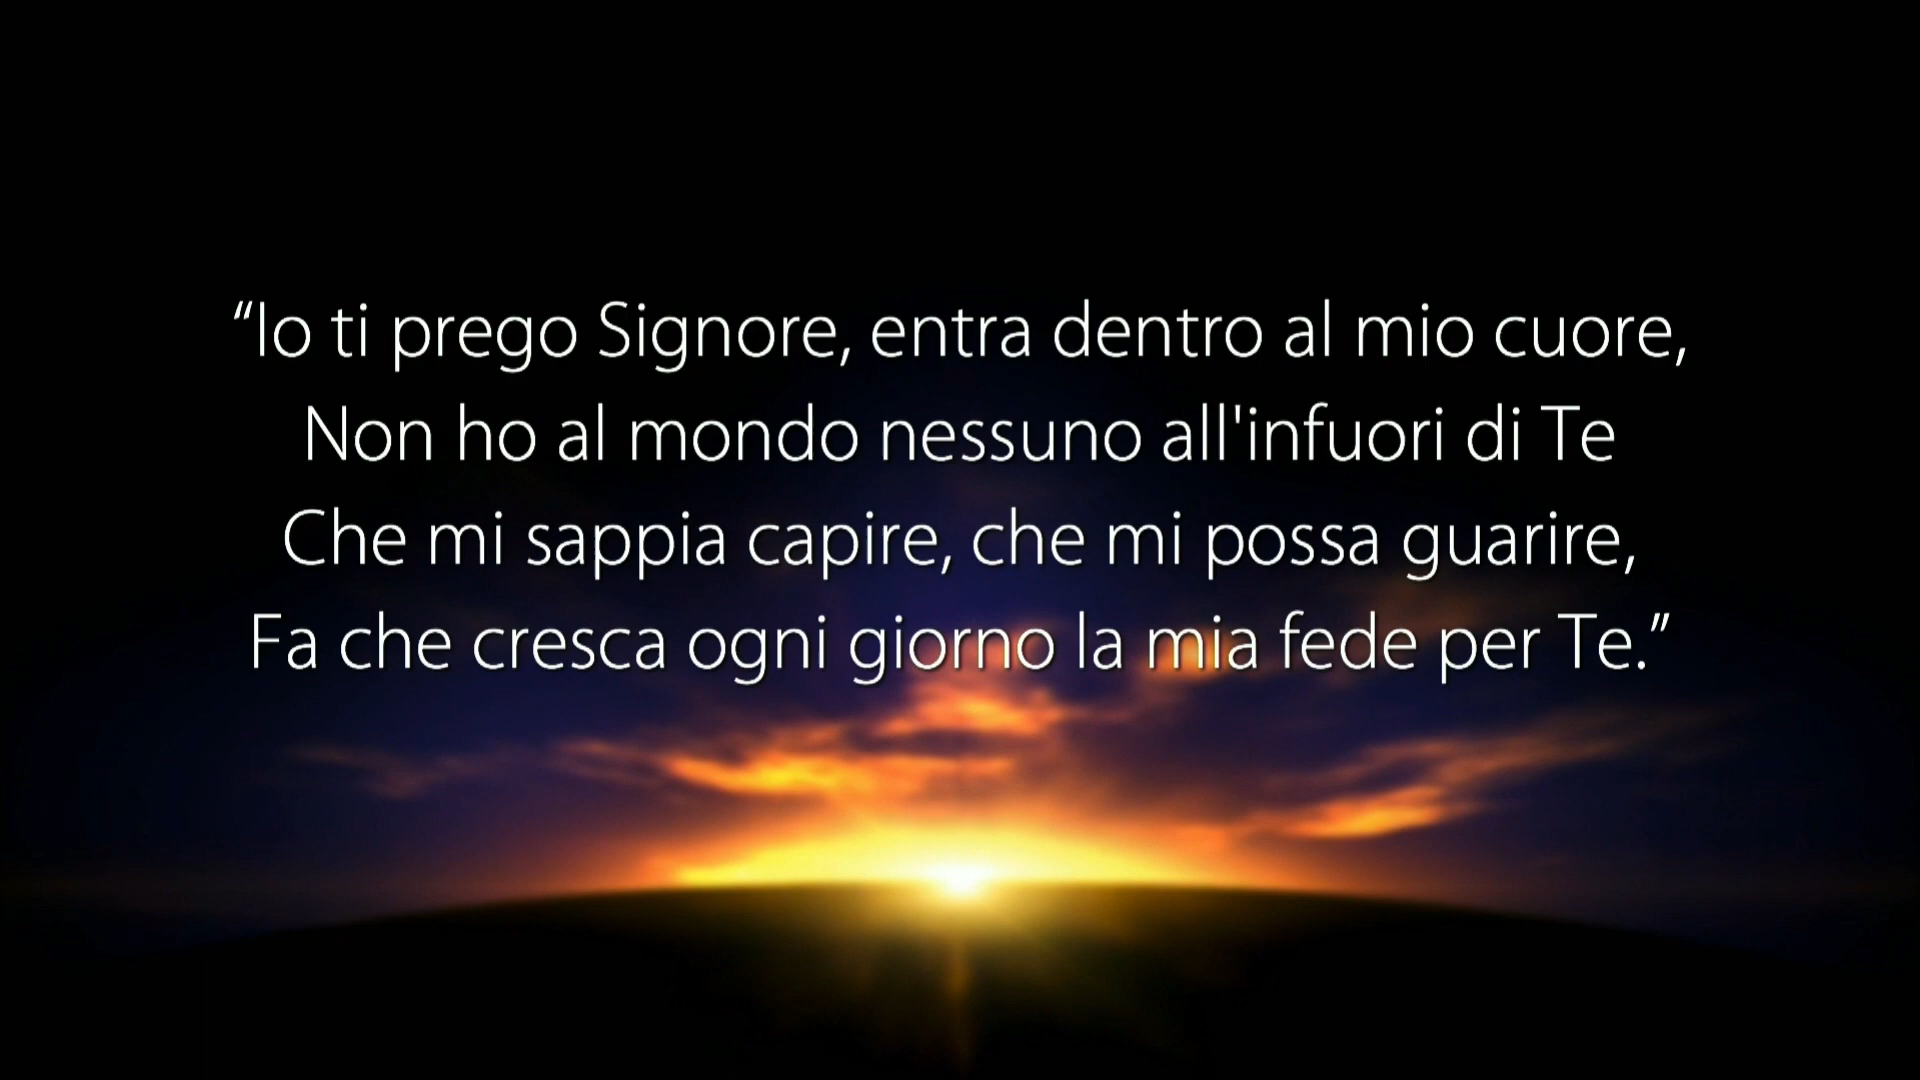 “Io ti prego Signore, entra dentro al mio cuore,
Non ho al mondo nessuno all'infuori di Te
Che mi sappia capire, che mi possa guarire,
Fa che cresca ogni giorno la mia fede per Te.”